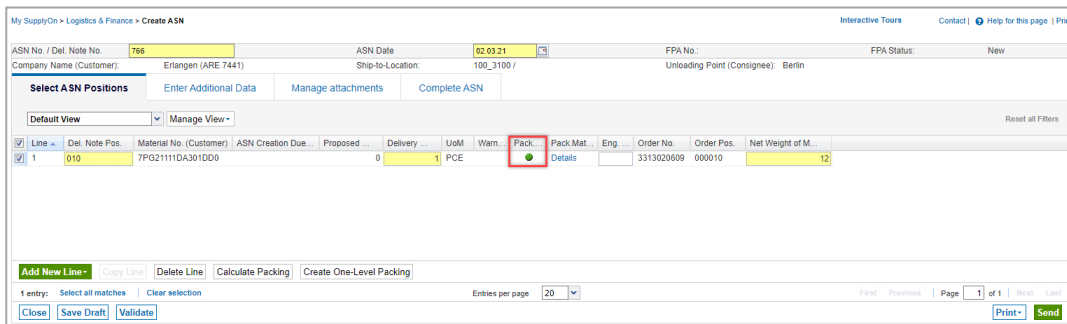 My SupplyOn > Logistics & Finance > Create ASN Interactive Tours Contact | Help for this page | Pri
ASN No. / Del. Note No. 766 ASN Date 02.03.21 FPA No.: FPA Status: New
Company Name (Customer): Erlangen (ARE 7441) Ship-to-Location: 100_3100 / Unloading Point (Consignee): Berlin
Select ASN Positions Enter Additional Data Manage attachments Complete ASN
Default View Manage View Reset all Filters
Line Del. Note Pos. Material No. (Customer) ASN Creation Due... Proposed ... Delivery ... UoM Warn... Pack.... Pack.Mat... Eng. ... Order No. Order Pos. Net Weight of M...
1 010 7PG21111DA301DD0 0 1 PCE Details 3313020609 000010 12
Add New Line Copy Line Delete Line Calculate Packing Create One-Level Packing
1 entry: Select all matches Clear selection Entries per page 20 First Previous Page 1 of 1 Next Last
Close Save Draft Validate Print Send